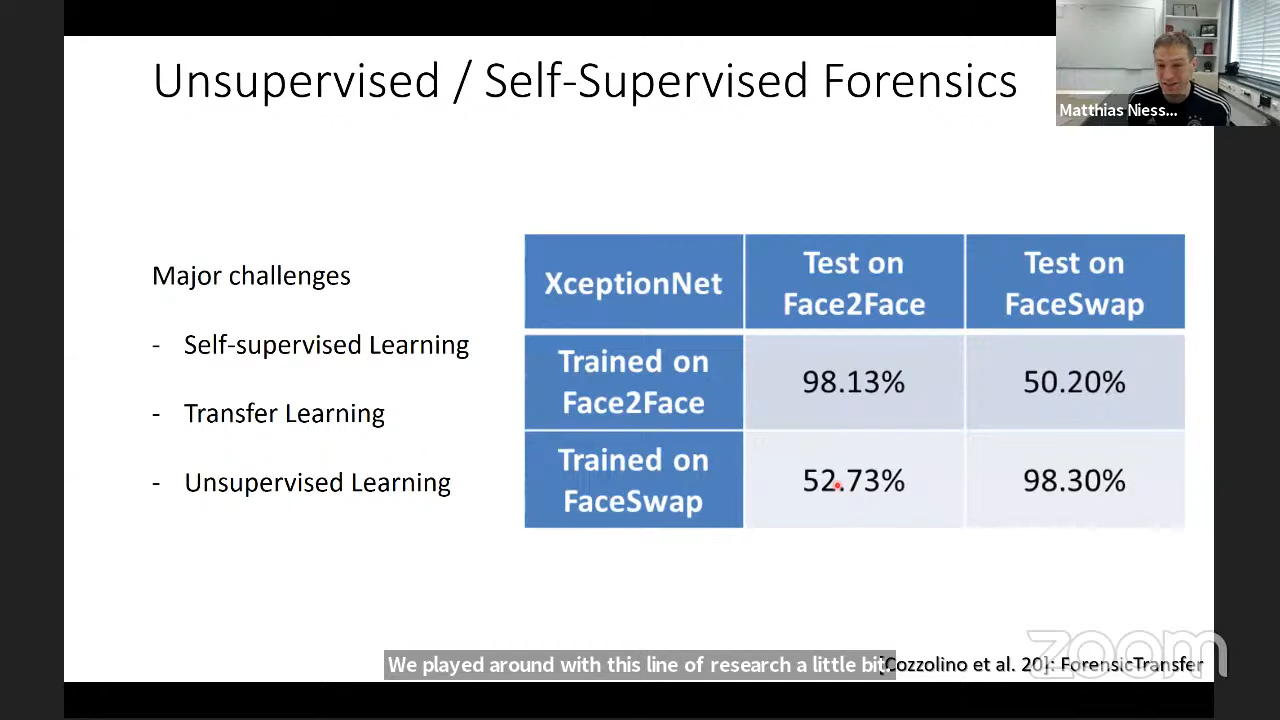 Unsupervised / Self-Supervised Forensics
Matthias Niess...
Major challenges
- Self-supervised Learning
- Transfer Learning
- Unsupervised Learning
XceptionNet
Test on
Face2Face
Test on
FaceSwap
Trained on
Face2Face
98.13%
50.20%
Trained on
FaceSwap
52.73%
98.30%
We played around with this line of research a little bit.
[Cozzolino et al. 20]: ForensicTransfer
zoom